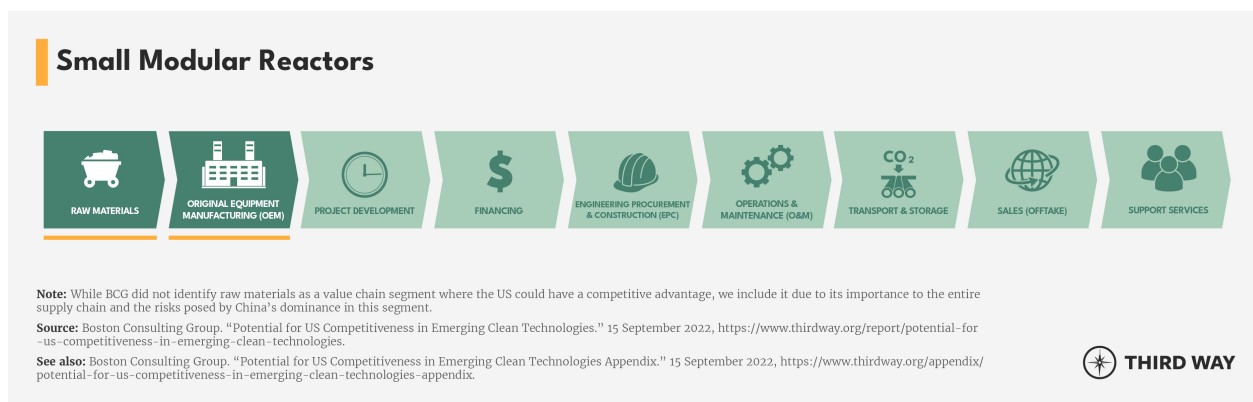 Small Modular Reactors
RAW MATERIALS
ORIGINAL EQUIPMENT
MANUFACTURING (OEM)
PROJECT DEVELOPMENT
FINANCING
ENGINEERING PROCUREMENT
& CONSTRUCTION (EPC)
OPERATIONS &
MAINTENANCE (O&M)
CO2
TRANSPORT & STORAGE
SALES (OFFTAKE)
SUPPORT SERVICES
Note: While BCG did not identify raw materials as a value chain segment where the US could have a competitive advantage, we include it due to its importance to the entire
supply chain and the risks posed by China’s dominance in this segment.
Source: Boston Consulting Group. “Potential for US Competitiveness in Emerging Clean Technologies.” 15 September 2022, https://www.thirdway.org/report/potential-for
-us-competitiveness-in-emerging-clean-technologies.
See also: Boston Consulting Group. “Potential for US Competitiveness in Emerging Clean Technologies Appendix.” 15 September 2022, https://www.thirdway.org/appendix/
potential-for-us-competitiveness-in-emerging-clean-technologies-appendix.
THIRD WAY